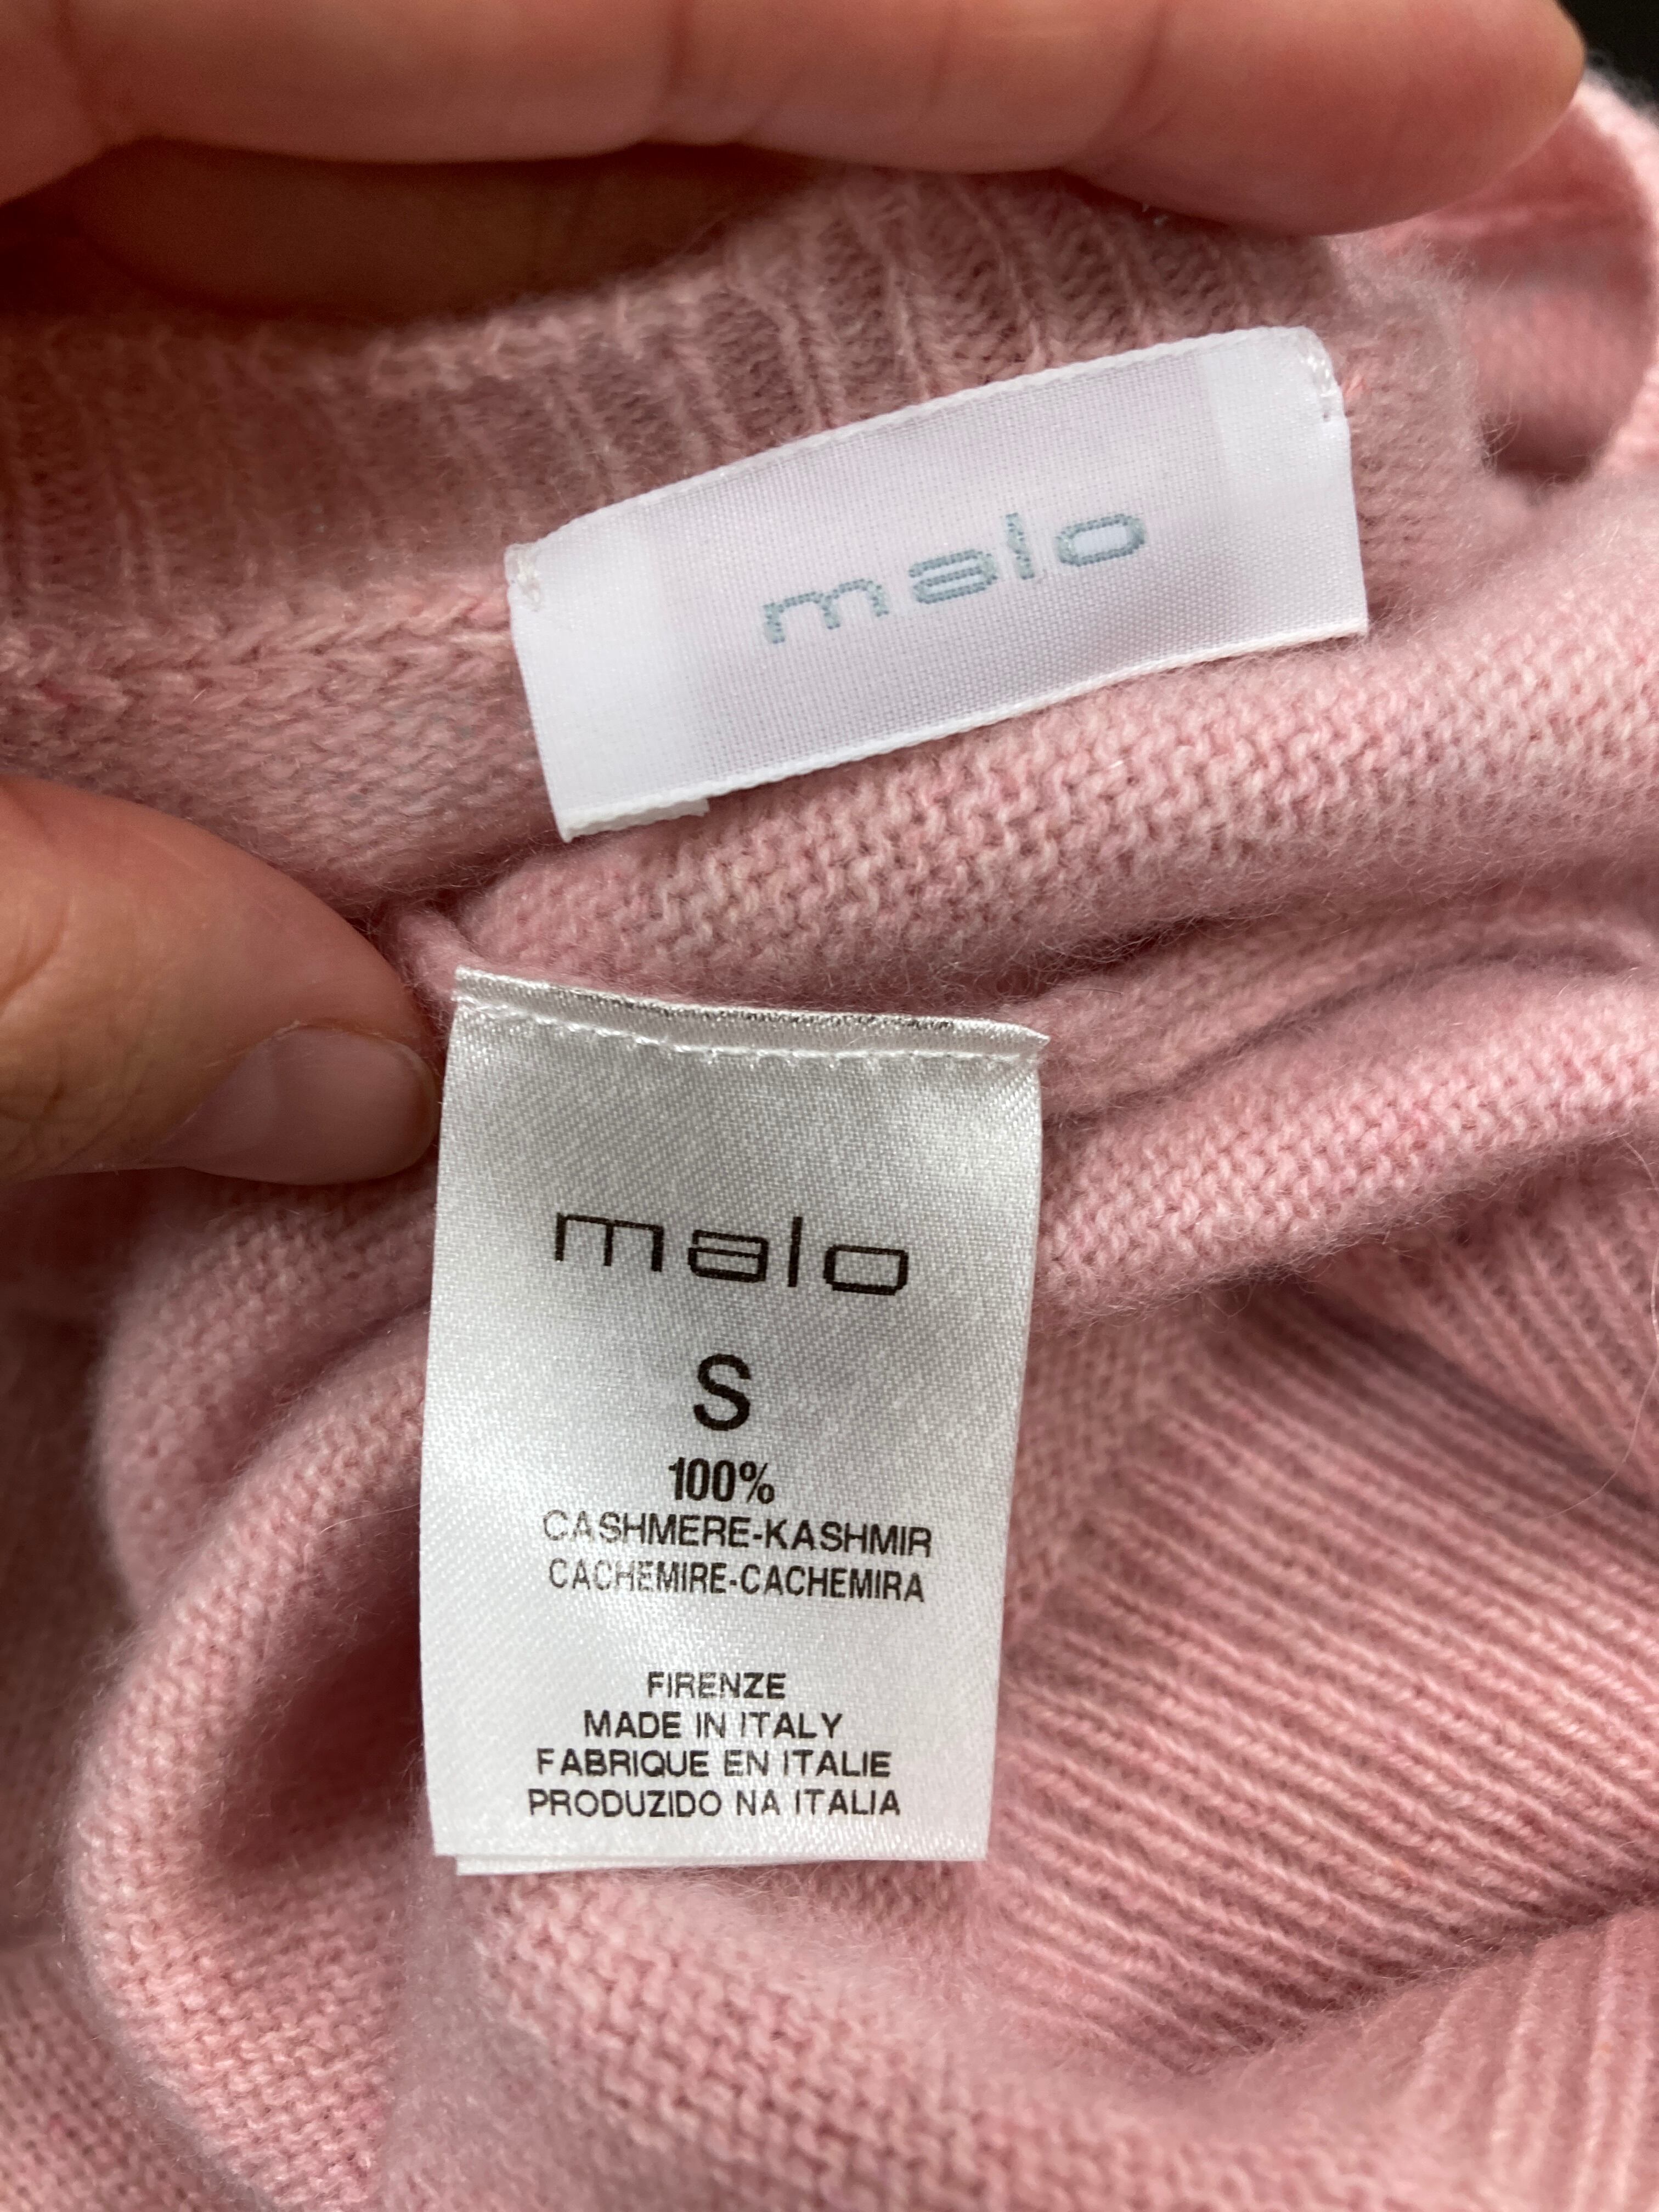 malo
malo
S
100%
CASHMERE-KASHMIR
CACHEMIRE-CACHEMIRA
FIRENZE
MADE IN ITALY
FABRIQUE EN ITALIE
PRODUZIDO NA ITALIA